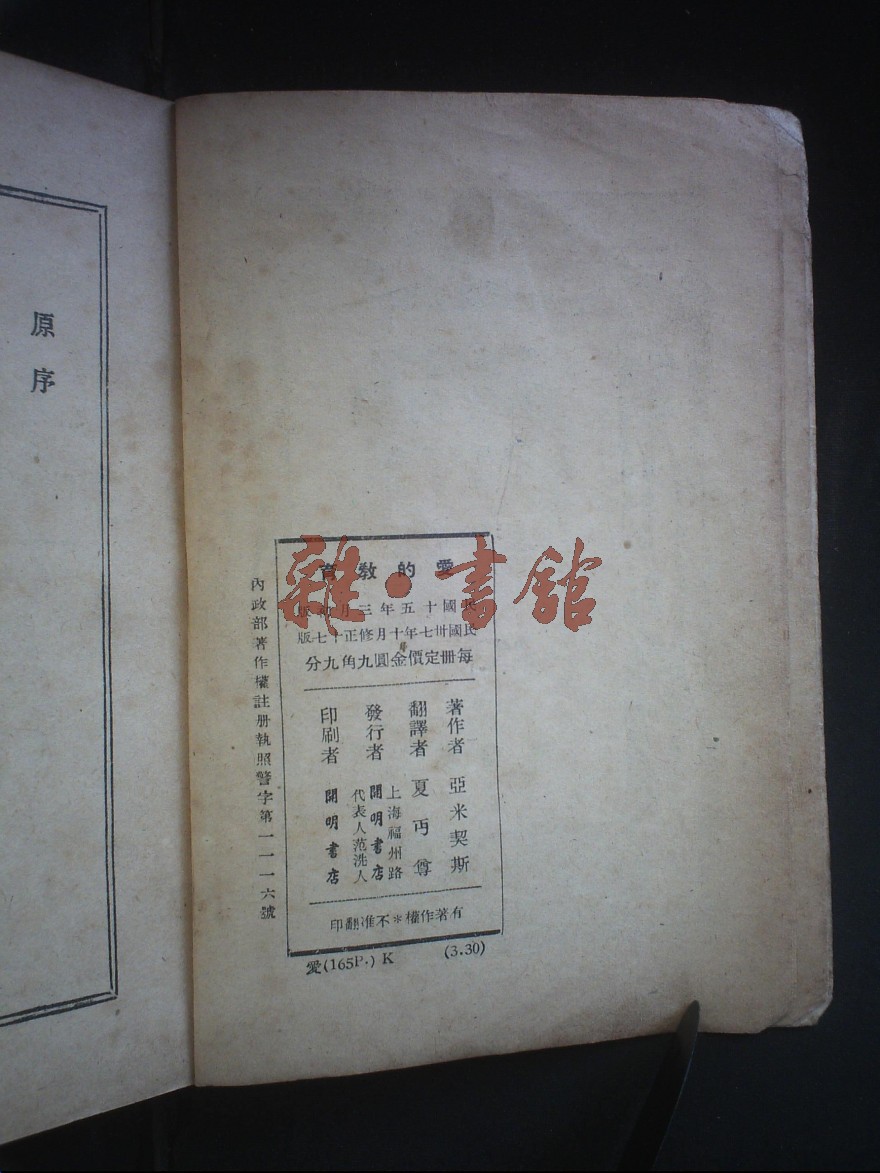 原序
愛的教育
民國十五年三月初版
民國卅七年十月修正十七版
每冊定價金圓九角九分
著作者 亞米契斯
翻譯者 夏丏尊
發行者 上海福州路
開明書店
代表人范洗人
印刷者 開明書店
有著作權＊不准翻印
內政部著作權註册執照警字第一一一六號
愛(165P.) K (3.30)
雜·書館